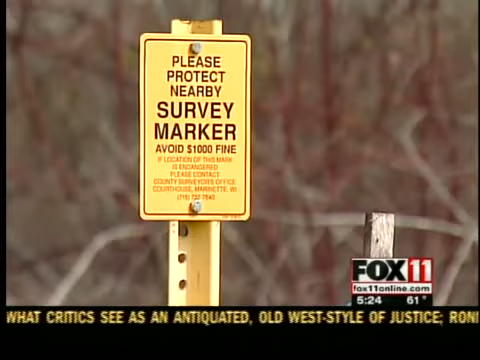 PLEASE
PROTECT
NEARBY
SURVEY
MARKER
AVOID $1000 FINE
IF LOCATION OF THIS MARK
IS ENDANGERED
PLEASE CONTACT
COUNTY SURVEYORS OFFICE
COURTHOUSE, MARINETTE, WI
FOX 11
fox11online.com
5:24 61°
WHAT CRITICS SEE AS AN ANTIQUATED, OLD WEST-STYLE OF JUSTICE; RON